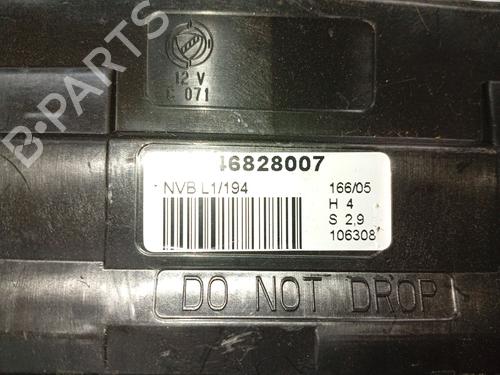 12 V
C 071
46828007
NVB L1/194
166/05
H 4
S 2,9
106308
DO NOT DROP
B-PARTS